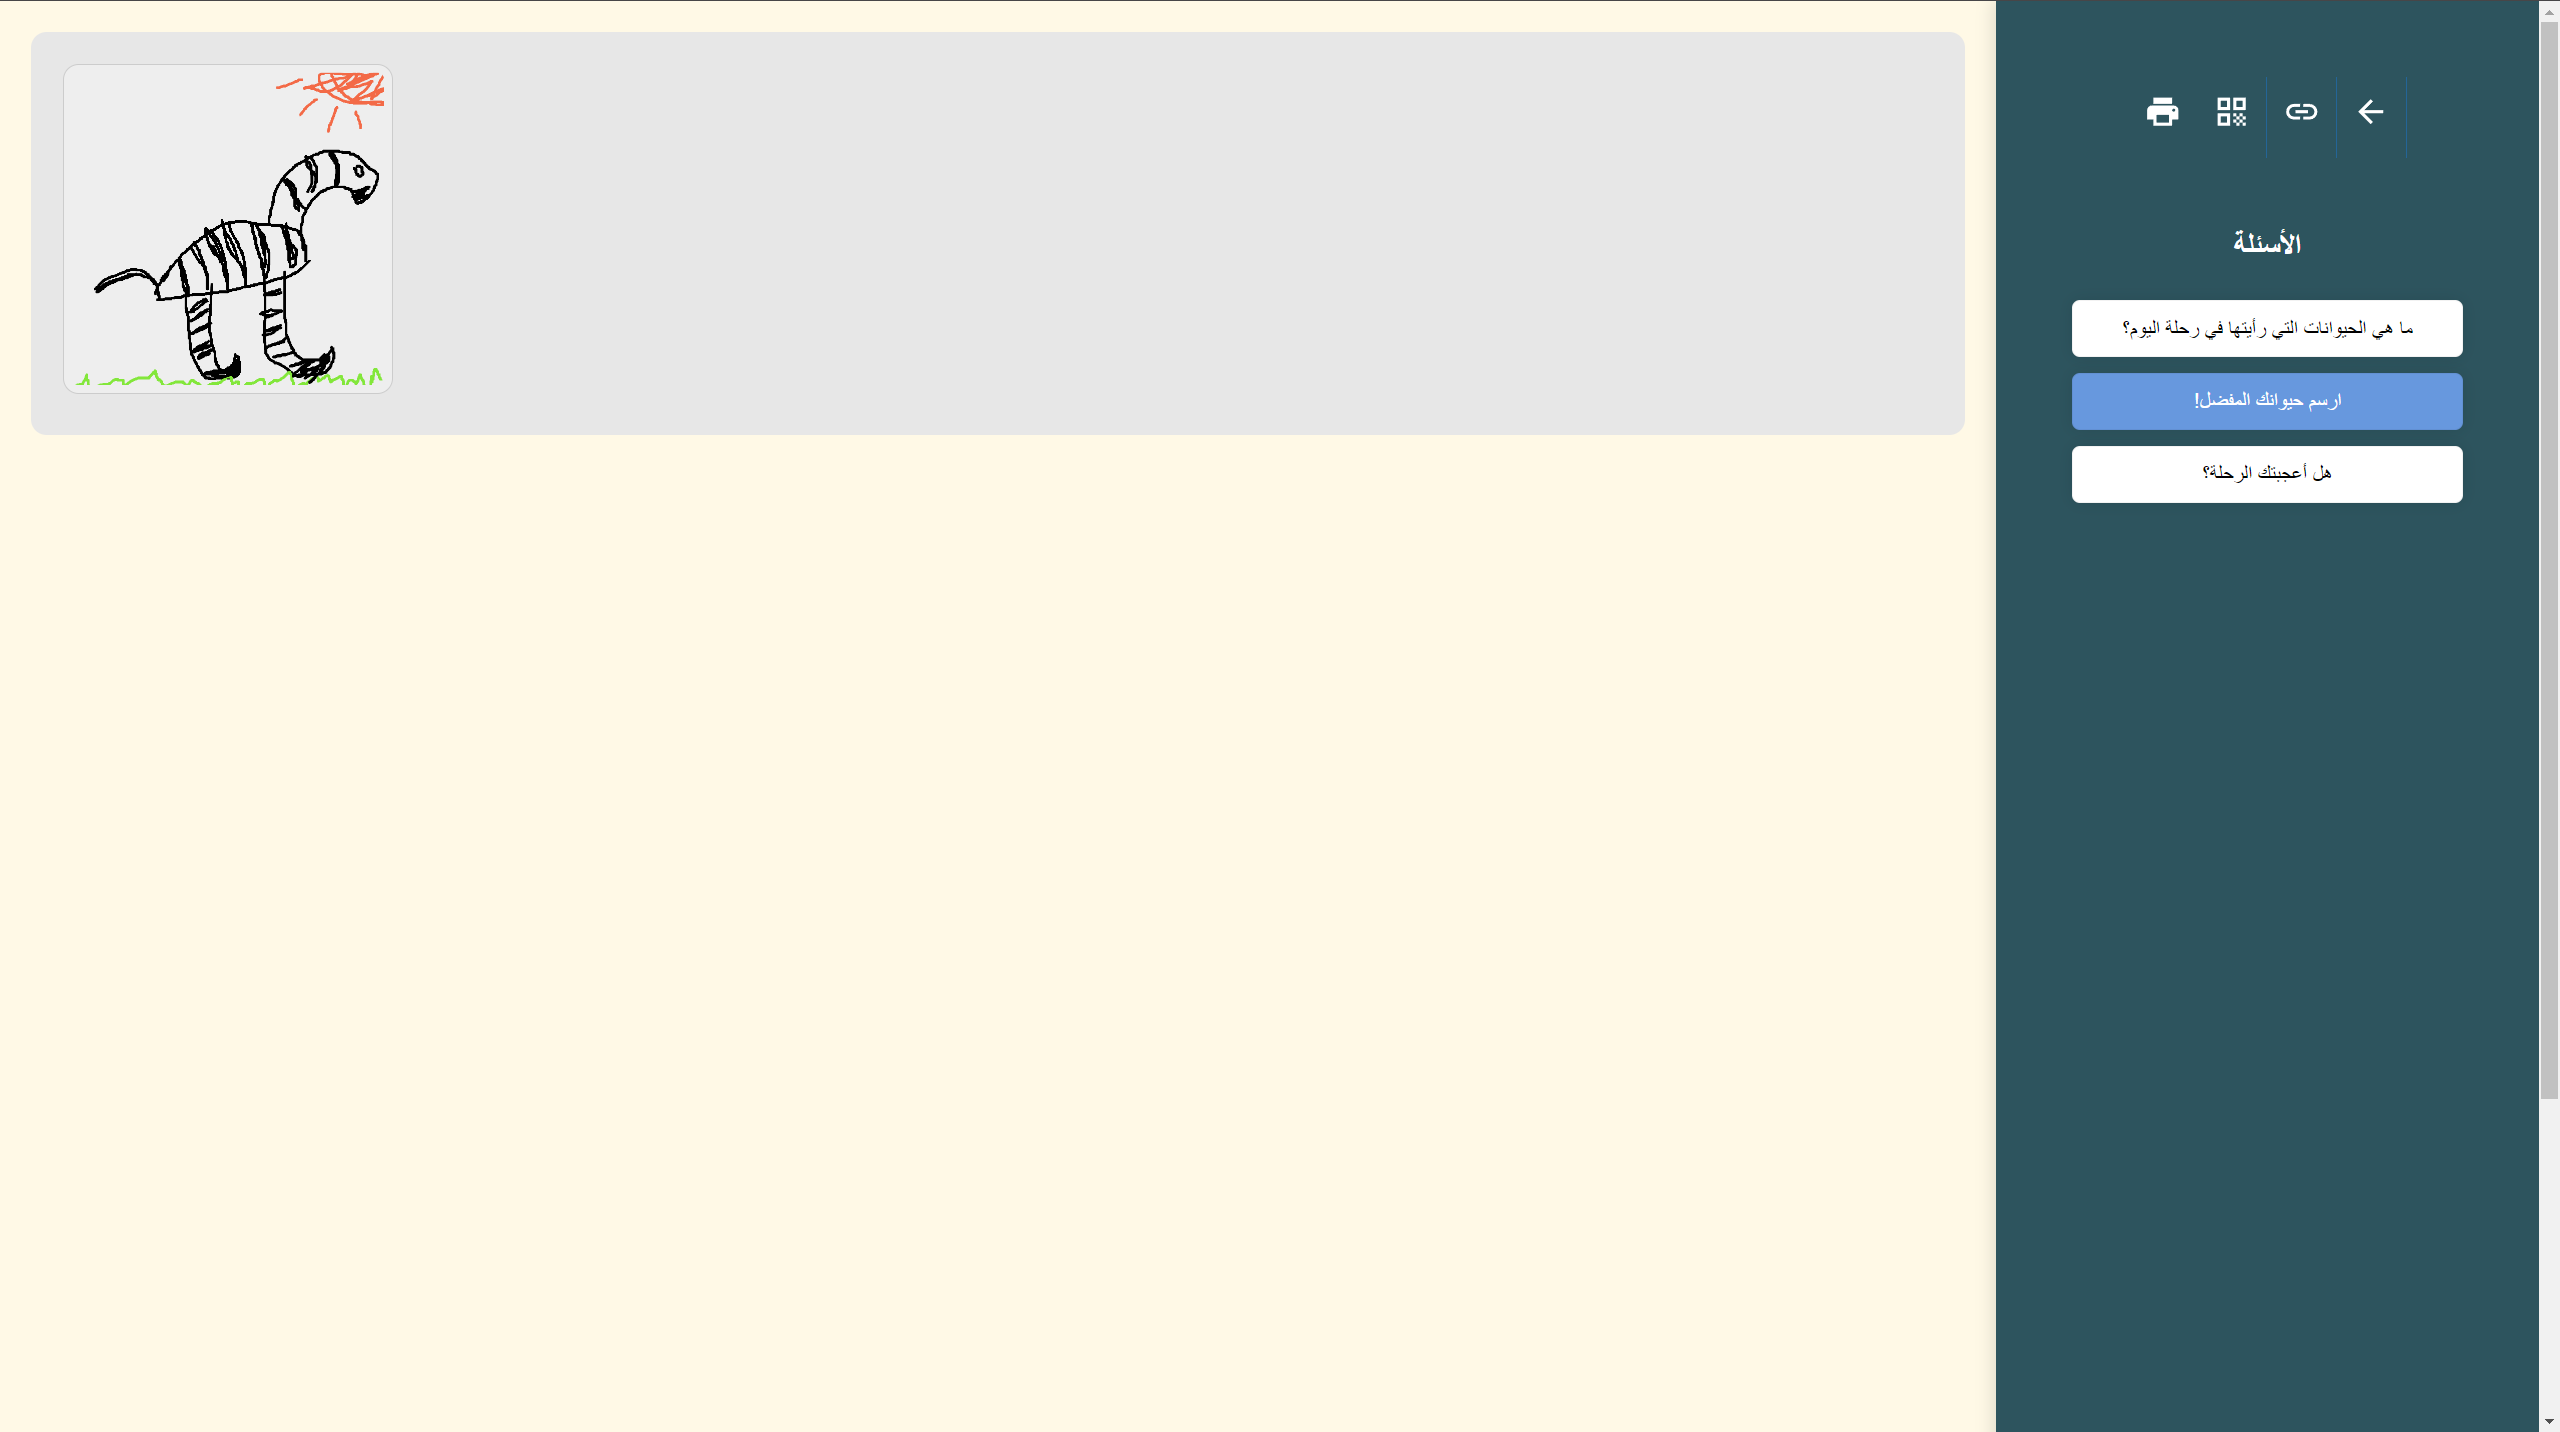 الأسئلة
ما هي الحيوانات التي رأيتها في رحلة اليوم؟
ارسم حيوانك المفضل!
هل أعجبتك الرحلة؟